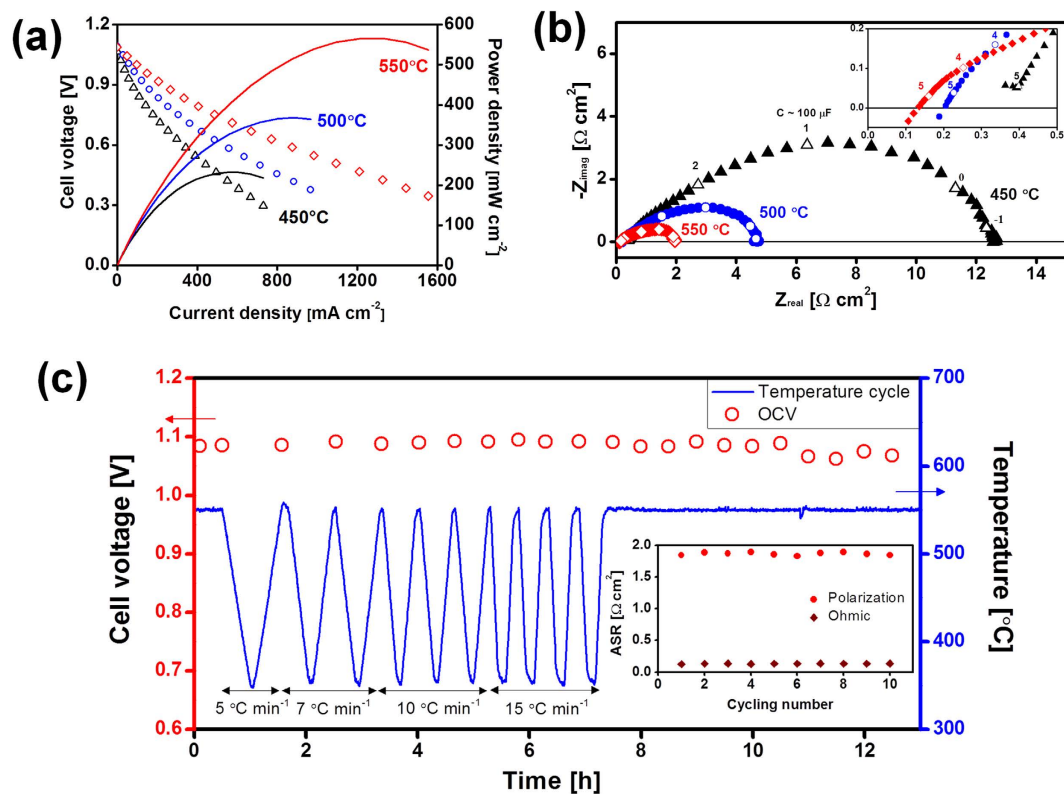 (a)
1.2
0.9
0.6
0.3
0.0
Cell voltage [V]
600
500
400
300
200
100
0
Power density [mW cm-2]
550°C
500°C
450°C
0 400 800 1200 1600
Current density [mA cm-2]
(b)
6
4
2
0
-Zimag [Ω cm2]
C ~ 100 µF
1
2
0
-1
450 °C
500 °C
550 °C
0 2 4 6 8 10 12 14
Zreal [Ω cm2]
0.2
0.1
0.0
4
4
5
5
5
0.0 0.1 0.2 0.3 0.4 0.5
(c)
1.2
1.1
1.0
0.9
0.8
0.7
0.6
Cell voltage [V]
Temperature cycle
OCV
700
600
500
400
300
Temperature [°C]
5 °C min-1
7 °C min-1
10 °C min-1
15 °C min-1
2.0
1.5
1.0
0.5
0.0
ASR [Ω cm2]
Polarization
Ohmic
0 2 4 6 8 10
Cycling number
0 2 4 6 8 10 12
Time [h]